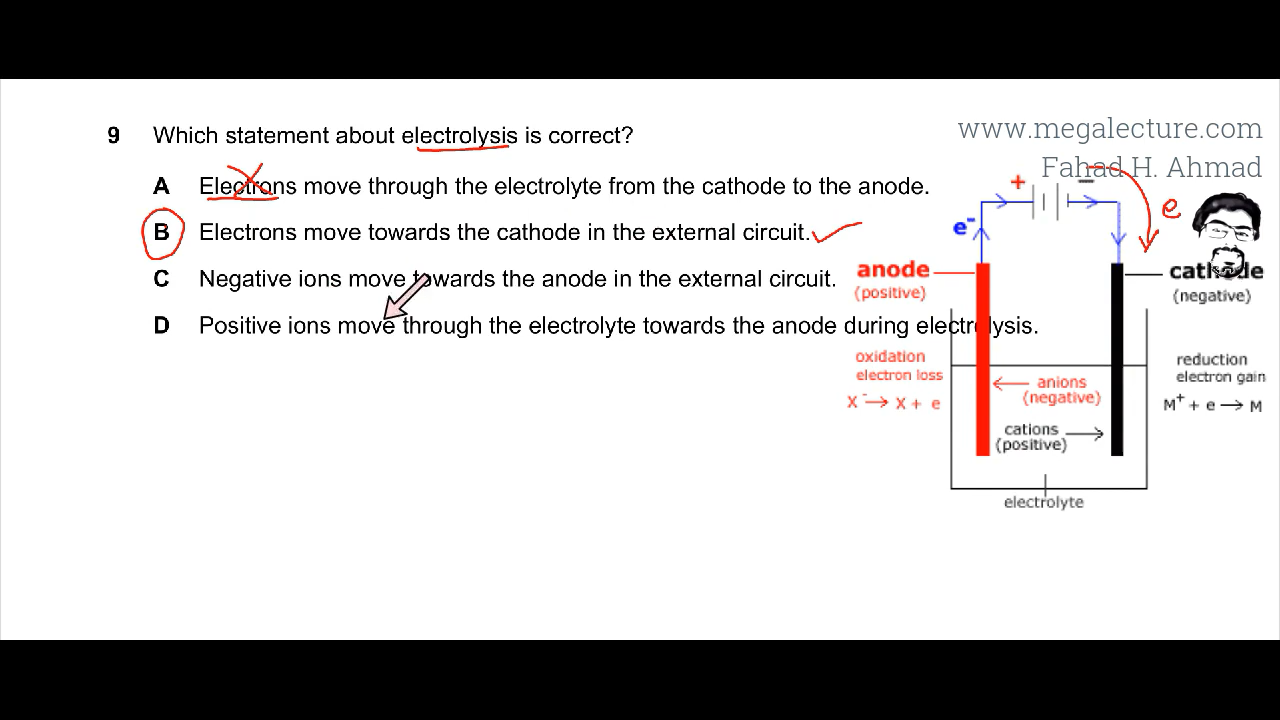 www.megalecture.com
Fahad H. Ahmad
9 Which statement about electrolysis is correct?
A Electrons move through the electrolyte from the cathode to the anode.
B Electrons move towards the cathode in the external circuit.
C Negative ions move towards the anode in the external circuit.
D Positive ions move through the electrolyte towards the anode during electrolysis.
+ −
e⁻
e
anode
(positive)
cathode
(negative)
oxidation
electron loss
X⁻ → X + e
anions
(negative)
cations
(positive)
reduction
electron gain
M⁺ + e → M
electrolyte